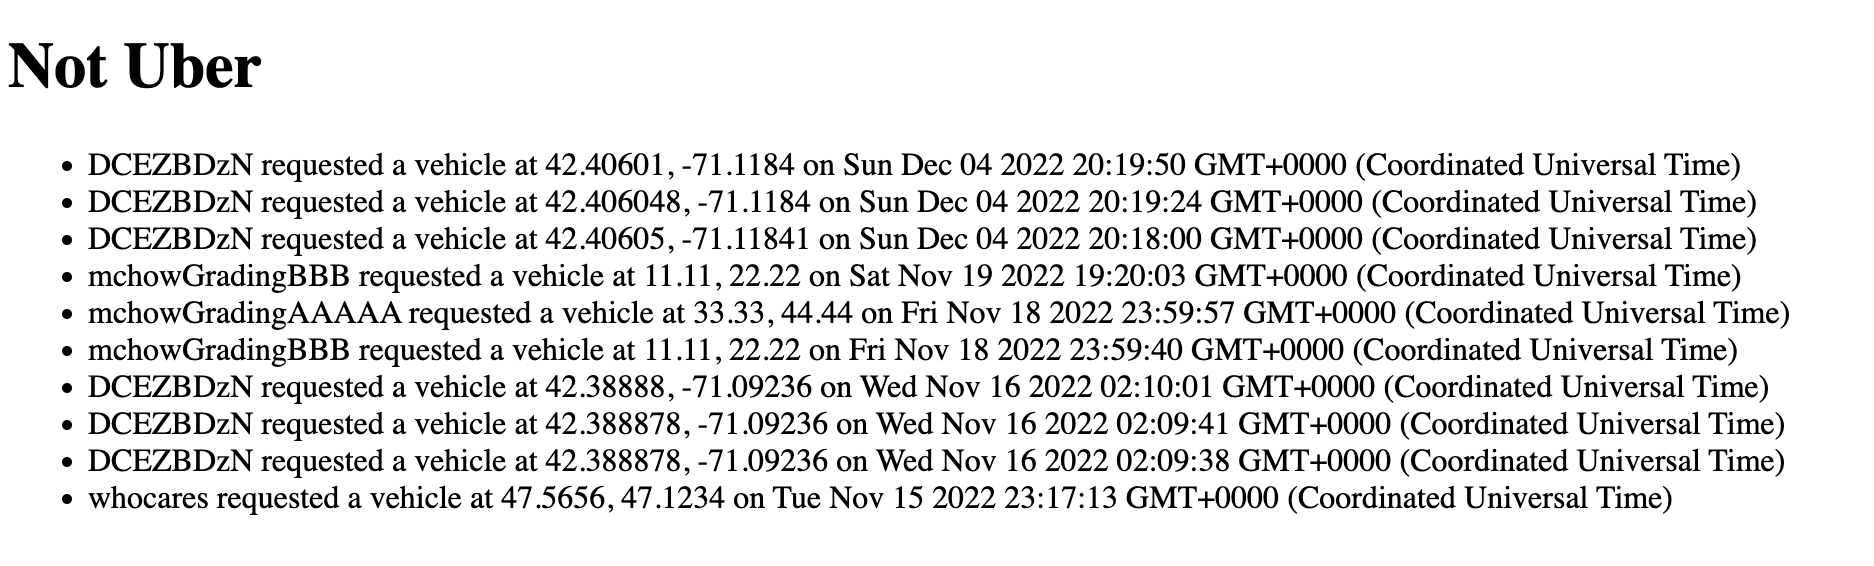 Not Uber
• DCEZBDzN requested a vehicle at 42.40601, -71.1184 on Sun Dec 04 2022 20:19:50 GMT+0000 (Coordinated Universal Time)
• DCEZBDzN requested a vehicle at 42.406048, -71.1184 on Sun Dec 04 2022 20:19:24 GMT+0000 (Coordinated Universal Time)
• DCEZBDzN requested a vehicle at 42.40605, -71.11841 on Sun Dec 04 2022 20:18:00 GMT+0000 (Coordinated Universal Time)
• mchowGradingBBB requested a vehicle at 11.11, 22.22 on Sat Nov 19 2022 19:20:03 GMT+0000 (Coordinated Universal Time)
• mchowGradingAAAAA requested a vehicle at 33.33, 44.44 on Fri Nov 18 2022 23:59:57 GMT+0000 (Coordinated Universal Time)
• mchowGradingBBB requested a vehicle at 11.11, 22.22 on Fri Nov 18 2022 23:59:40 GMT+0000 (Coordinated Universal Time)
• DCEZBDzN requested a vehicle at 42.38888, -71.09236 on Wed Nov 16 2022 02:10:01 GMT+0000 (Coordinated Universal Time)
• DCEZBDzN requested a vehicle at 42.388878, -71.09236 on Wed Nov 16 2022 02:09:41 GMT+0000 (Coordinated Universal Time)
• DCEZBDzN requested a vehicle at 42.388878, -71.09236 on Wed Nov 16 2022 02:09:38 GMT+0000 (Coordinated Universal Time)
• whocares requested a vehicle at 47.5656, 47.1234 on Tue Nov 15 2022 23:17:13 GMT+0000 (Coordinated Universal Time)